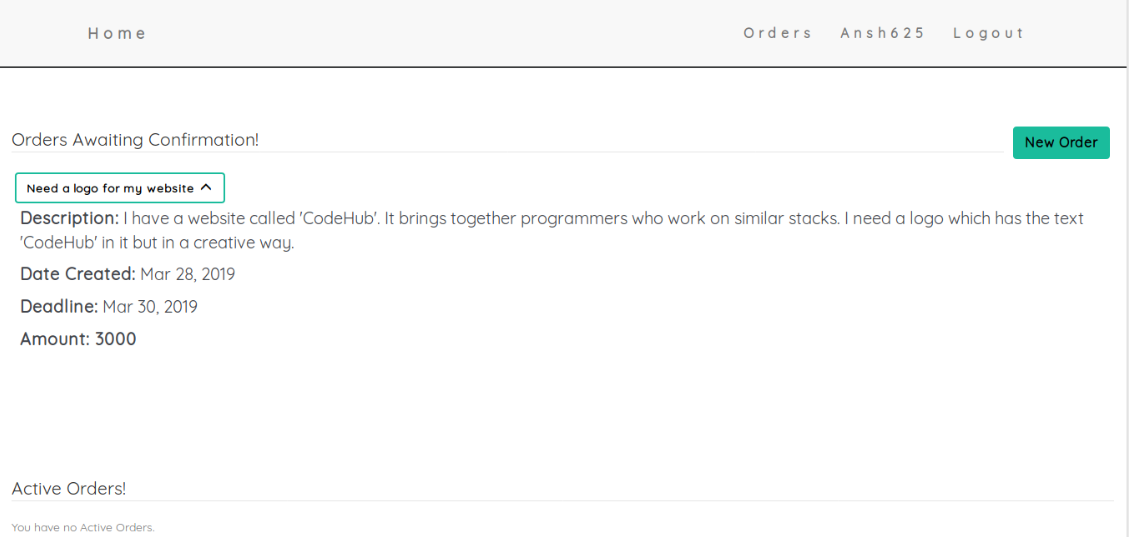 Home Orders Ansh625 Logout
Orders Awaiting Confirmation!
New Order
Need a logo for my website
Description: I have a website called 'CodeHub'. It brings together programmers who work on similar stacks. I need a logo which has the text
'CodeHub' in it but in a creative way.
Date Created: Mar 28, 2019
Deadline: Mar 30, 2019
Amount: 3000
Active Orders!
You have no Active Orders.